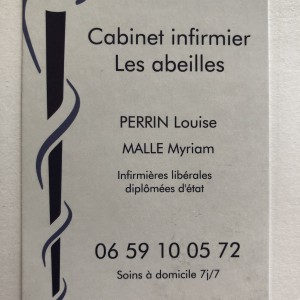 Cabinet infirmier
Les abeilles
PERRIN Louise
MALLE Myriam
Infirmières libérales
diplômées d'état
06 59 10 05 72
Soins à domicile 7j/7